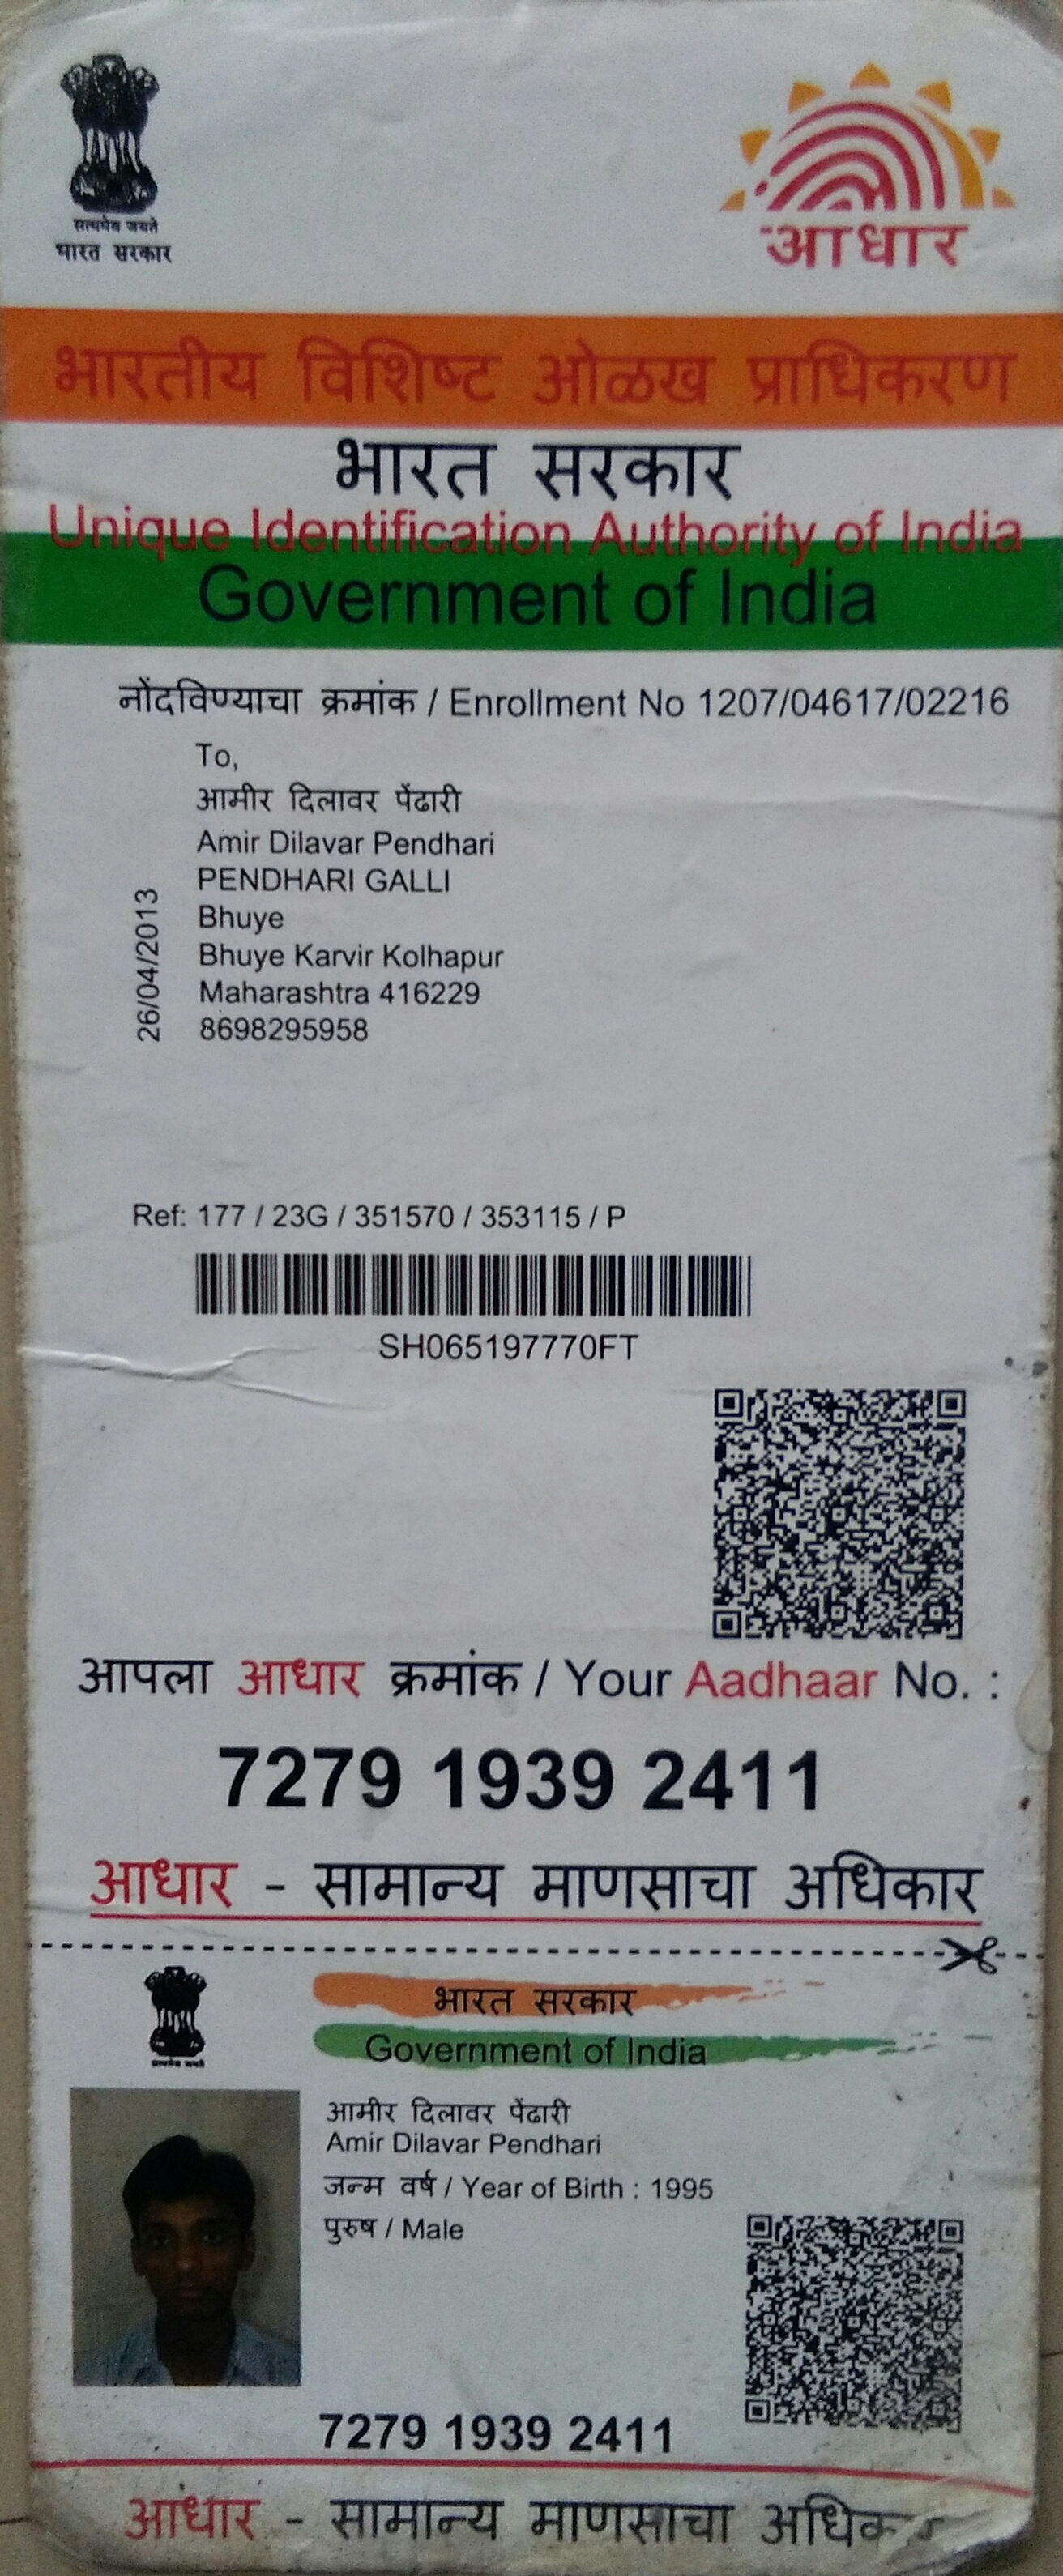 सत्यमेव जयते
भारत सरकार
आधार
भारतीय विशिष्ट ओळख प्राधिकरण
भारत सरकार
Unique Identification Authority of India
Government of India
नोंदविण्याचा क्रमांक / Enrollment No 1207/04617/02216
To,
आमीर दिलावर पेंढारी
Amir Dilavar Pendhari
PENDHARI GALLI
Bhuye
Bhuye Karvir Kolhapur
Maharashtra 416229
8698295958
26/04/2013
Ref: 177 / 23G / 351570 / 353115 / P
SH065197770FT
आपला आधार क्रमांक / Your Aadhaar No. :
7279 1939 2411
आधार - सामान्य माणसाचा अधिकार
सत्यमेव जयते
भारत सरकार
Government of India
आमीर दिलावर पेंढारी
Amir Dilavar Pendhari
जन्म वर्ष / Year of Birth : 1995
पुरुष / Male
7279 1939 2411
आधार - सामान्य माणसाचा